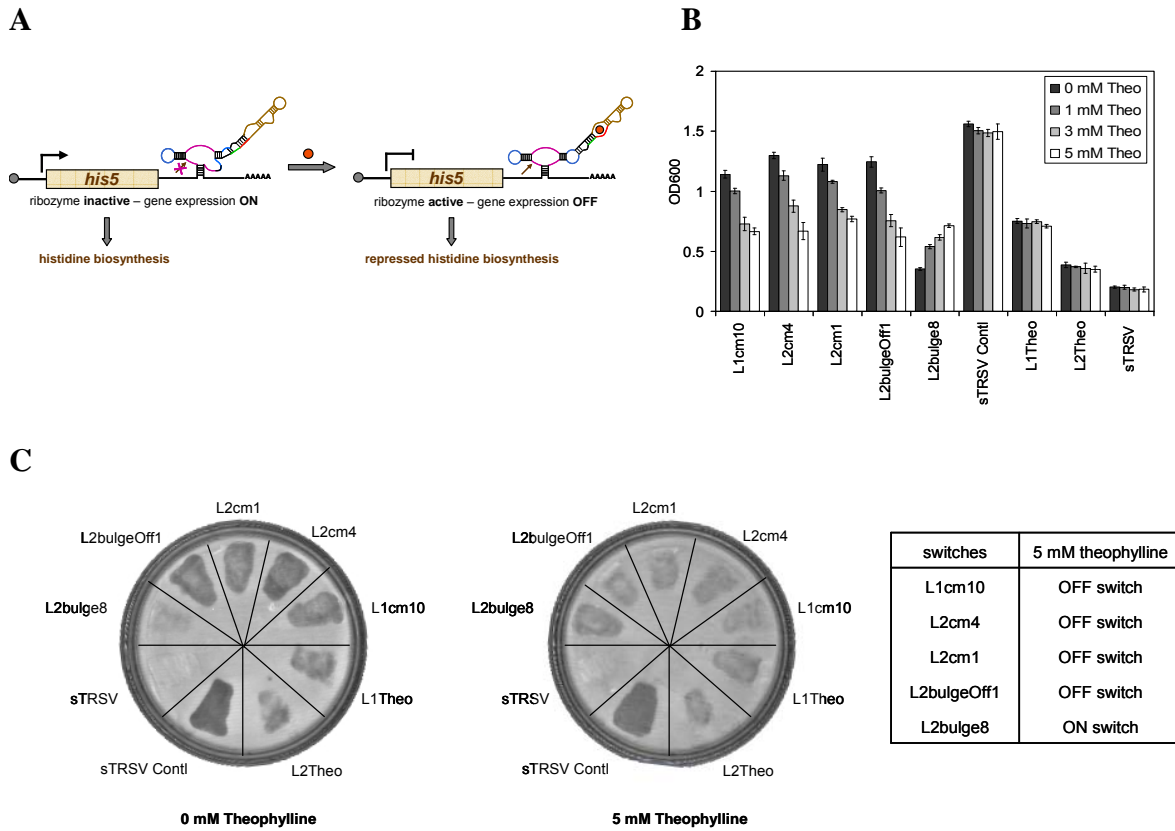 A
his5
AAAAA
ribozyme inactive – gene expression ON
histidine biosynthesis
his5
AAAAA
ribozyme active – gene expression OFF
repressed histidine biosynthesis
B
OD600
2
1.5
1
0.5
0
0 mM Theo
1 mM Theo
3 mM Theo
5 mM Theo
L1cm10
L2cm4
L2cm1
L2bulgeOff1
L2bulge8
sTRSV Contl
L1Theo
L2Theo
sTRSV
C
L2cm1
L2bulgeOff1
L2cm4
L2bulge8
L1cm10
sTRSV
L1Theo
sTRSV Contl
L2Theo
0 mM Theophylline
L2cm1
L2bulgeOff1
L2cm4
L2bulge8
L1cm10
sTRSV
L1Theo
sTRSV Contl
L2Theo
5 mM Theophylline
switches 5 mM theophylline
L1cm10 OFF switch
L2cm4 OFF switch
L2cm1 OFF switch
L2bulgeOff1 OFF switch
L2bulge8 ON switch